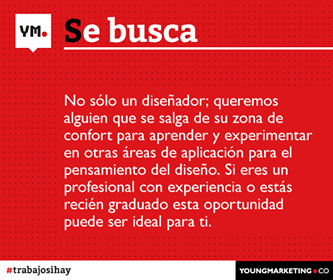 YM.
Se busca
No sólo un diseñador; queremos
alguien que se salga de su zona de
confort para aprender y experimentar
en otras áreas de aplicación para el
pensamiento del diseño. Si eres un
profesional con experiencia o estás
recién graduado esta oportunidad
puede ser ideal para ti.
#trabajosihay
YOUNGMARKETING.CO